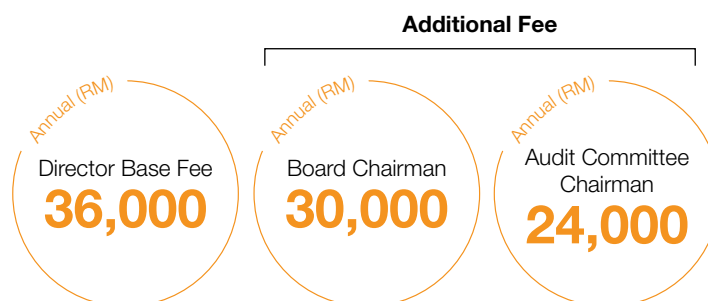 Additional Fee
Annual (RM)
Director Base Fee
36,000
Annual (RM)
Board Chairman
30,000
Annual (RM)
Audit Committee
Chairman
24,000